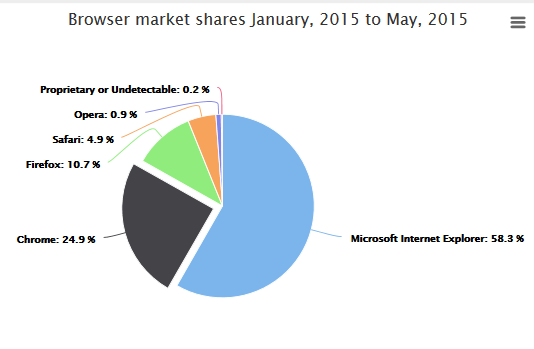 Browser market shares January, 2015 to May, 2015
Proprietary or Undetectable: 0.2 %
Opera: 0.9 %
Safari: 4.9 %
Firefox: 10.7 %
Chrome: 24.9 %
Microsoft Internet Explorer: 58.3 %